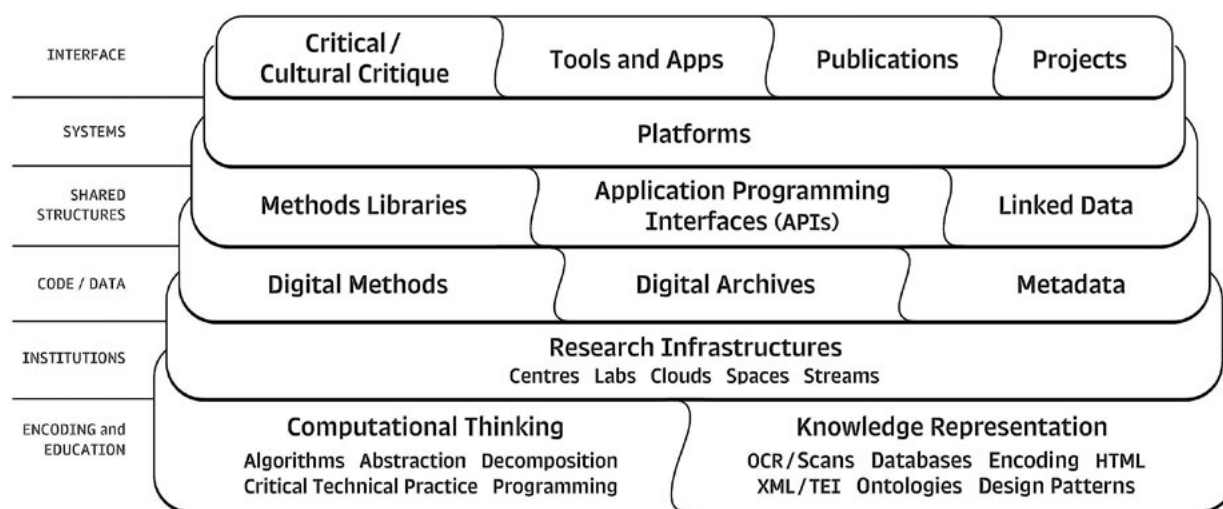 INTERFACE
Critical /
Cultural Critique
Tools and Apps
Publications
Projects
SYSTEMS
Platforms
SHARED
STRUCTURES
Methods Libraries
Application Programming
Interfaces (APIs)
Linked Data
CODE / DATA
Digital Methods
Digital Archives
Metadata
INSTITUTIONS
Research Infrastructures
Centres Labs Clouds Spaces Streams
ENCODING and
EDUCATION
Computational Thinking
Algorithms Abstraction Decomposition
Critical Technical Practice Programming
Knowledge Representation
OCR/Scans Databases Encoding HTML
XML/TEI Ontologies Design Patterns